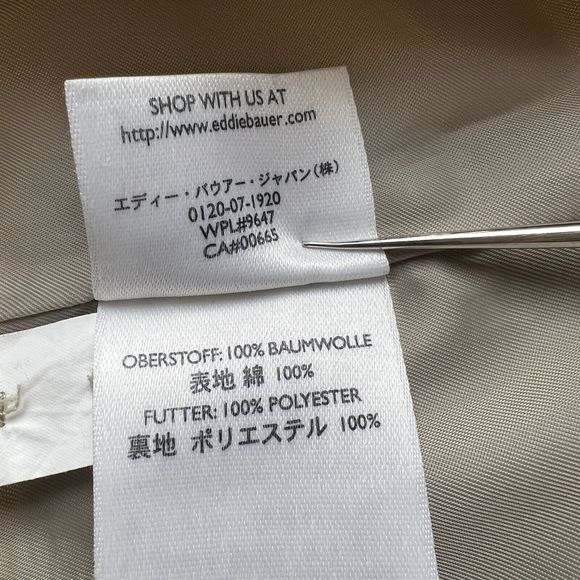 SHOP WITH US AT
http://www.eddiebauer.com
エディー・バウアー・ジャパン(株)
0120-07-1920
WPL#9647
CA#00665
OBERSTOFF: 100% BAUMWOLLE
表地 綿 100%
FUTTER: 100% POLYESTER
裏地 ポリエステル 100%